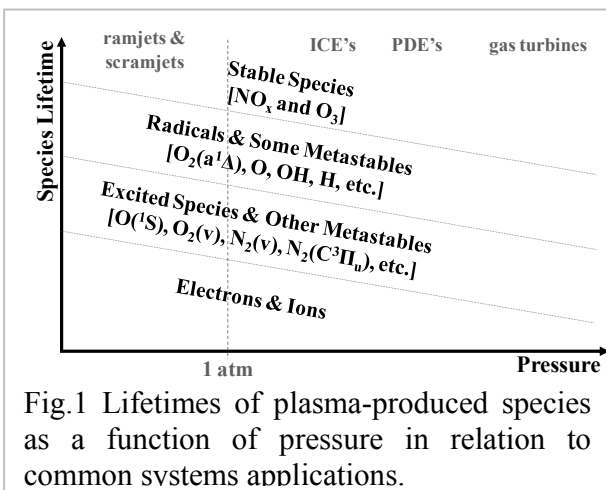 ramjets &
scramjets
ICE's
PDE's
gas turbines
Species Lifetime
Stable Species
[NOx and O3]
Radicals & Some Metastables
[O2(a¹Δ), O, OH, H, etc.]
Excited Species & Other Metastables
[O(¹S), O2(v), N2(v), N2(C³Πu), etc.]
Electrons & Ions
1 atm
Pressure
Fig.1 Lifetimes of plasma-produced species
as a function of pressure in relation to
common systems applications.